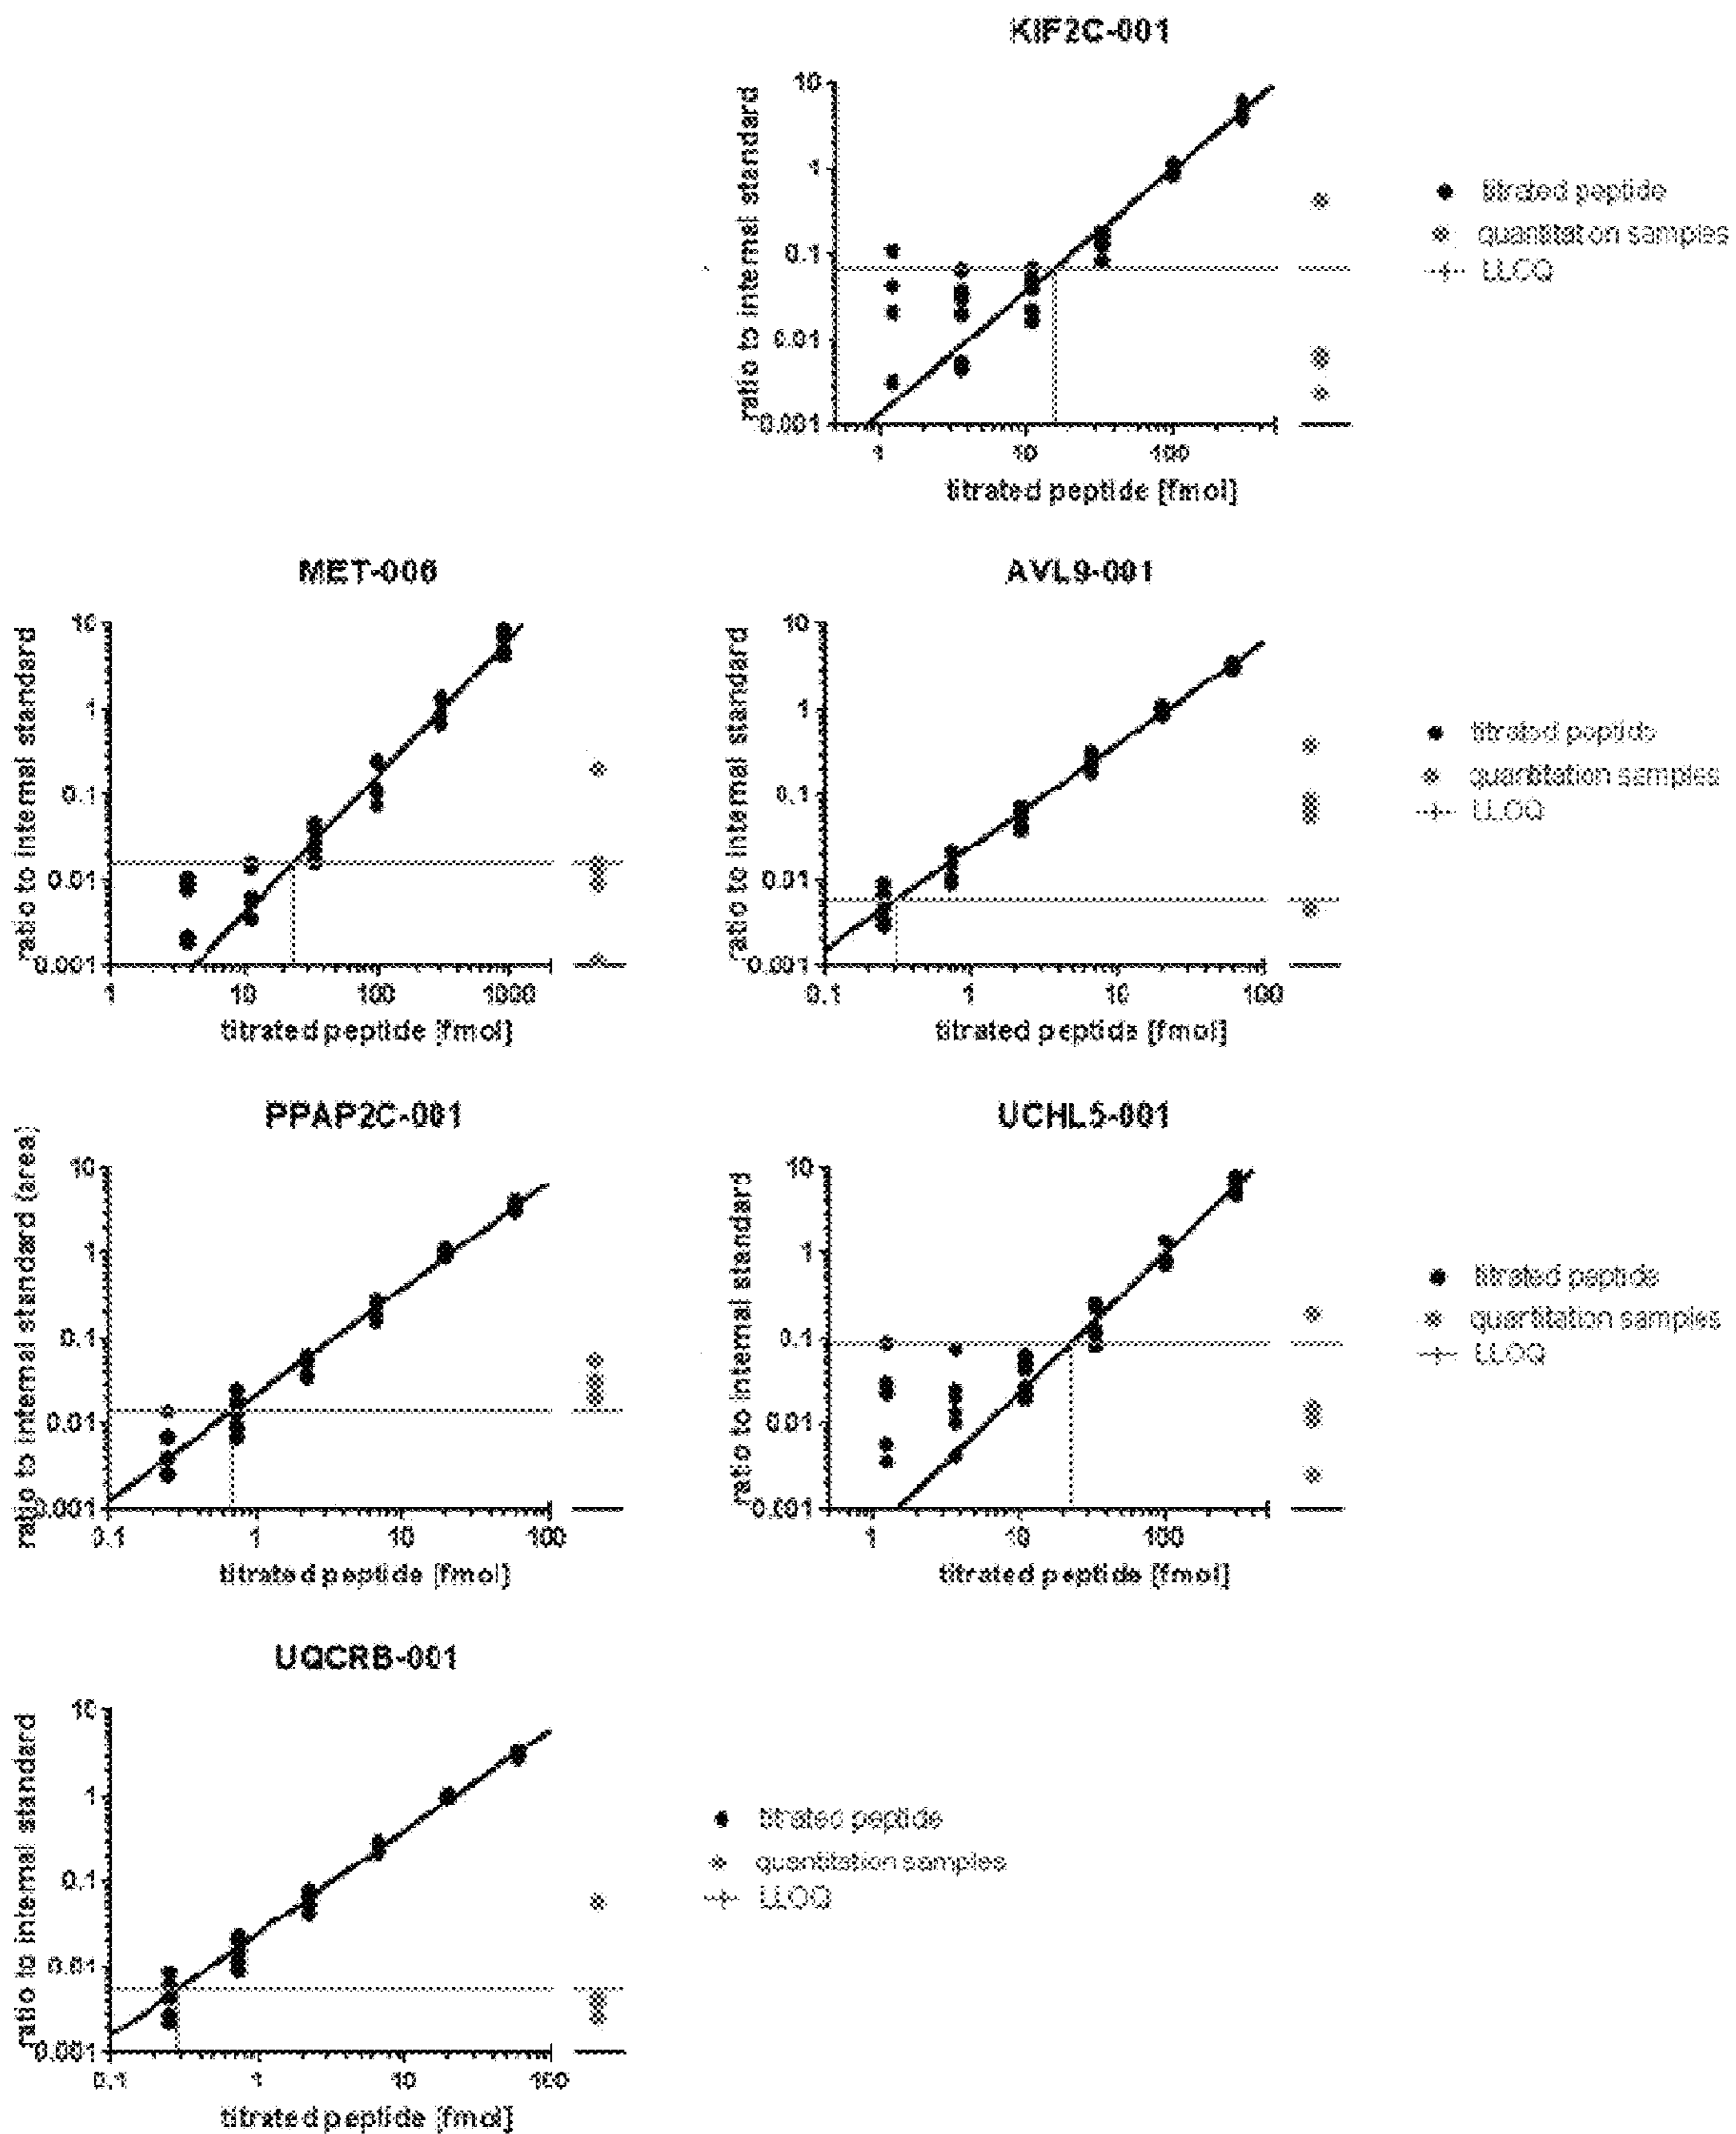 KIF2C-001
ratio to internal standard
10
1
0.1
0.01
0.001
1
10
100
titrated peptide [fmol]
titrated peptide
quantitation samples
LLOQ
MET-006
ratio to internal standard
10
1
0.1
0.01
0.001
1
10
100
1000
titrated peptide [fmol]
AVL9-001
ratio to internal standard
10
1
0.1
0.01
0.001
0.1
1
10
100
titrated peptide [fmol]
titrated peptide
quantitation samples
LLOQ
PPAP2C-001
ratio to internal standard (area)
10
1
0.1
0.01
0.001
0.1
1
10
100
titrated peptide [fmol]
UCHL5-001
ratio to internal standard
10
1
0.1
0.01
0.001
1
10
100
titrated peptide [fmol]
titrated peptide
quantitation samples
LLOQ
UQCRB-001
ratio to internal standard
10
1
0.1
0.01
0.001
0.1
1
10
100
titrated peptide [fmol]
titrated peptide
quantitation samples
LLOQ